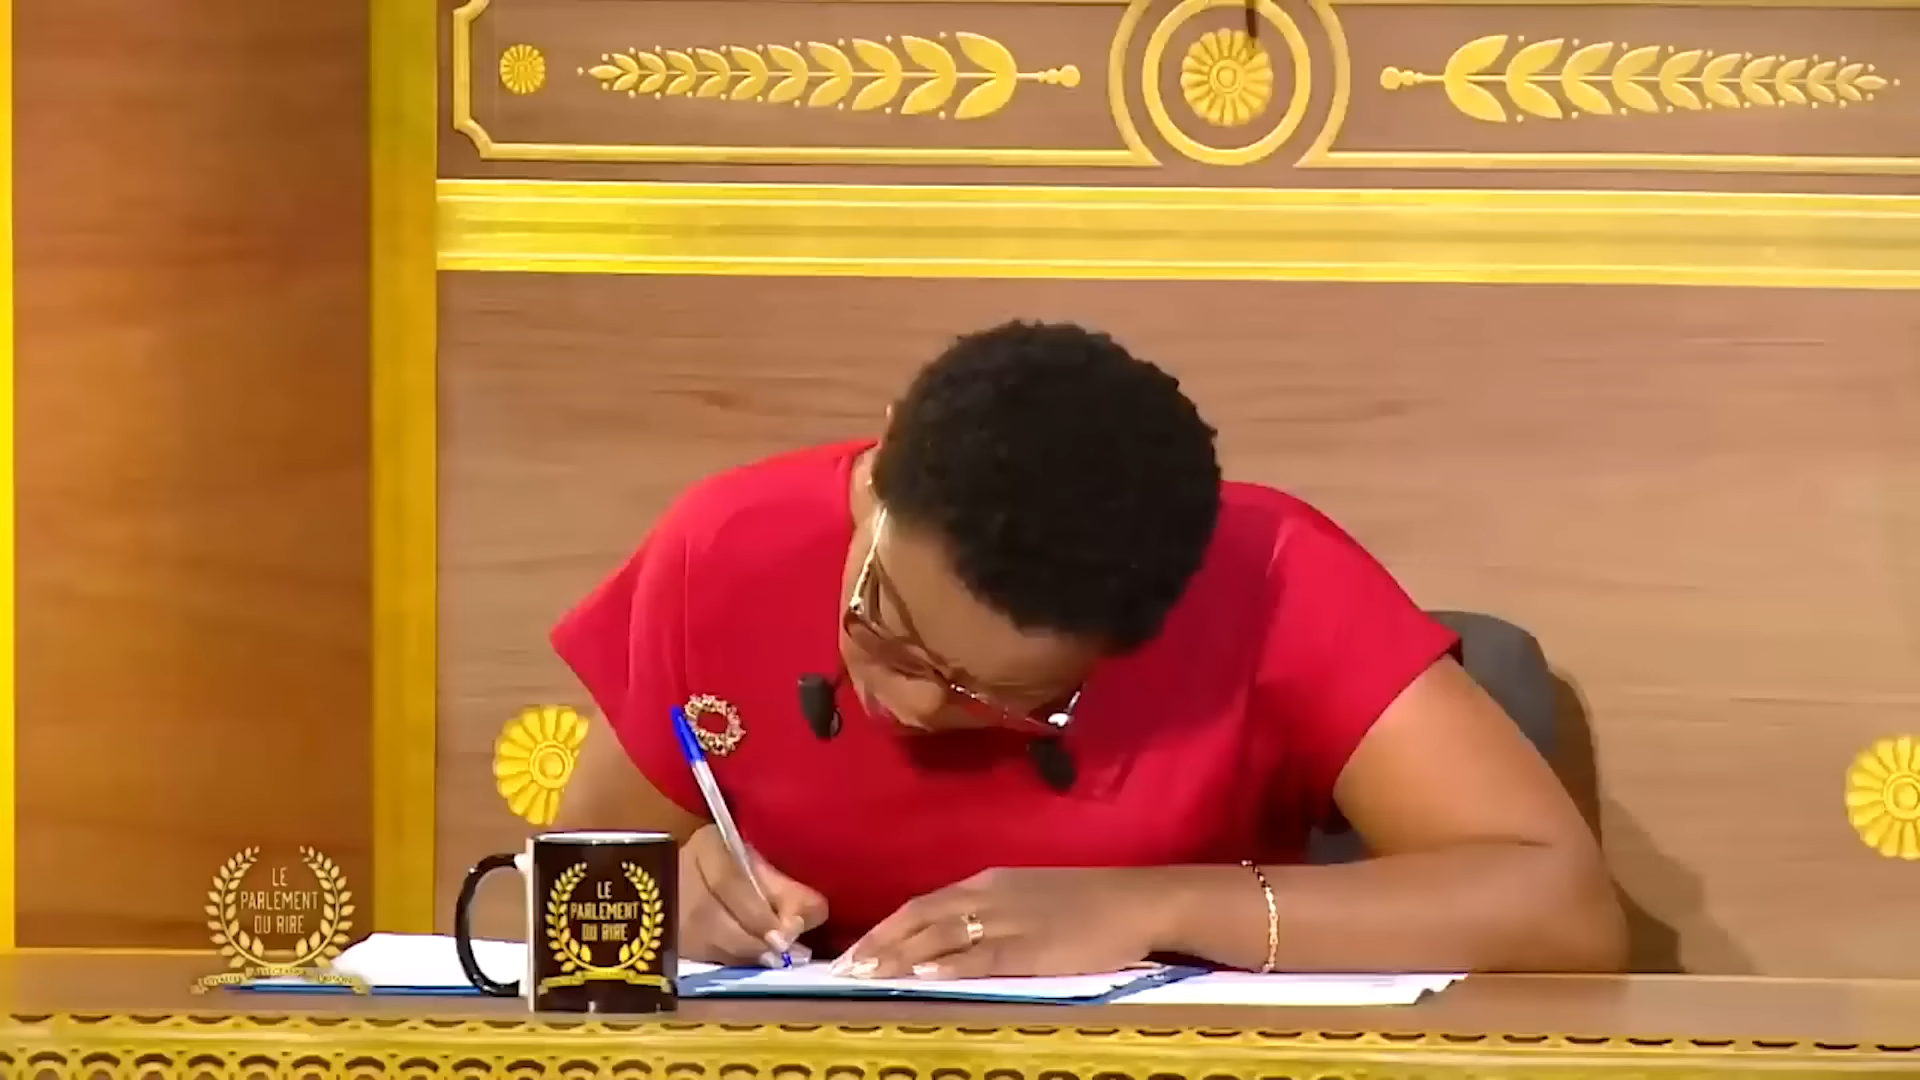 LE
PARLEMENT
DU RIRE
LE
PARLEMENT
DU RIRE